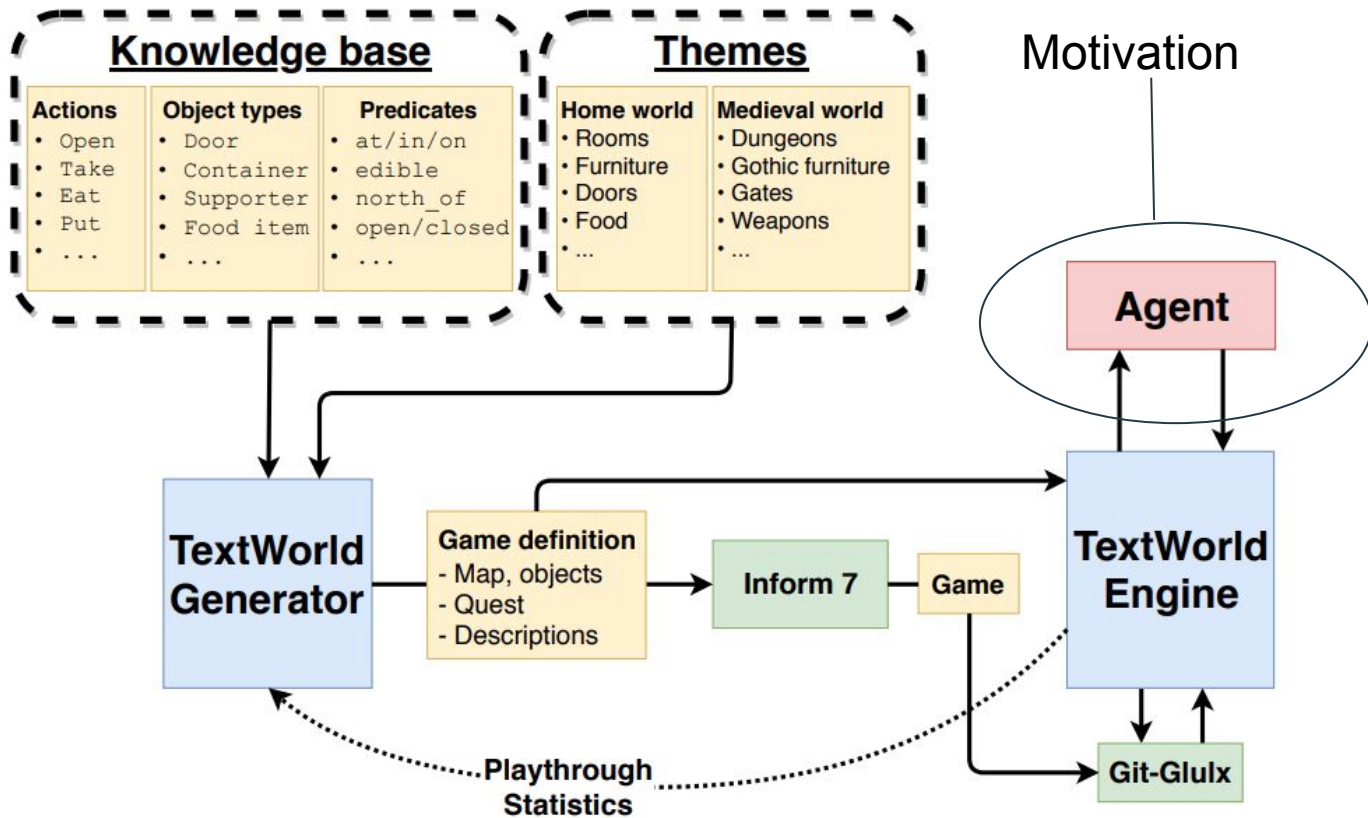 Knowledge base
Actions
• Open
• Take
• Eat
• Put
• ...
Object types
• Door
• Container
• Supporter
• Food item
• ...
Predicates
• at/in/on
• edible
• north_of
• open/closed
• ...
Themes
Home world
• Rooms
• Furniture
• Doors
• Food
• ...
Medieval world
• Dungeons
• Gothic furniture
• Gates
• Weapons
• ...
Motivation
Agent
TextWorld
Generator
Game definition
- Map, objects
- Quest
- Descriptions
Inform 7
Game
TextWorld
Engine
Git-Glulx
Playthrough
Statistics